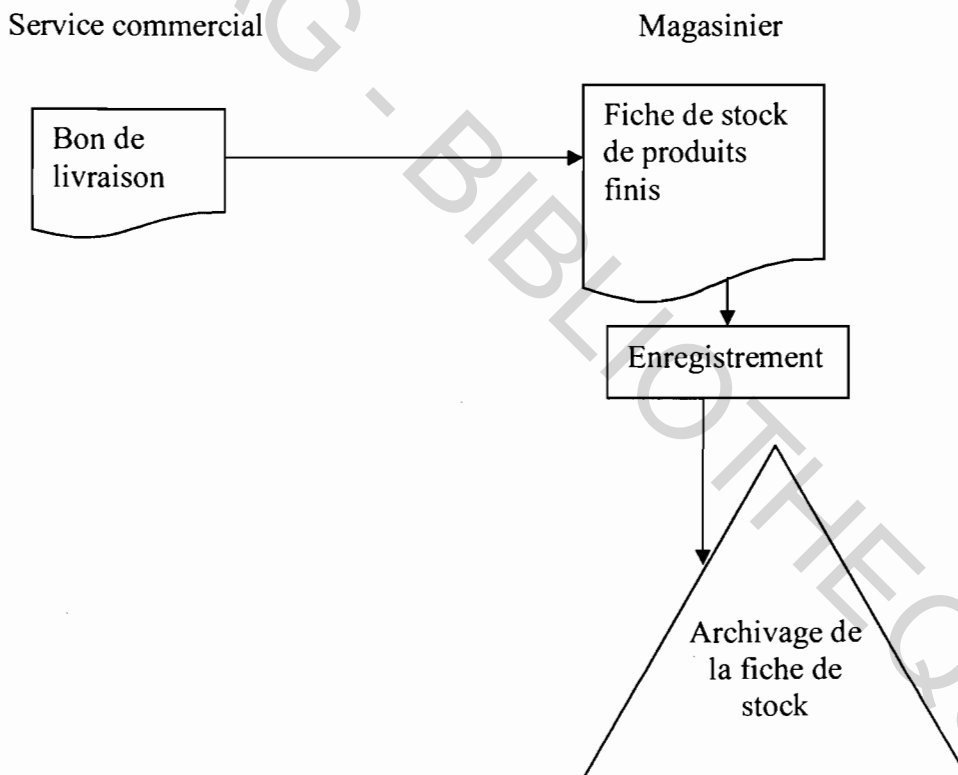 Service commercial
Magasinier
Bon de
livraison
Fiche de stock
de produits
finis
Enregistrement
Archivage de
la fiche de
stock
G - BIBLIOTHEQU